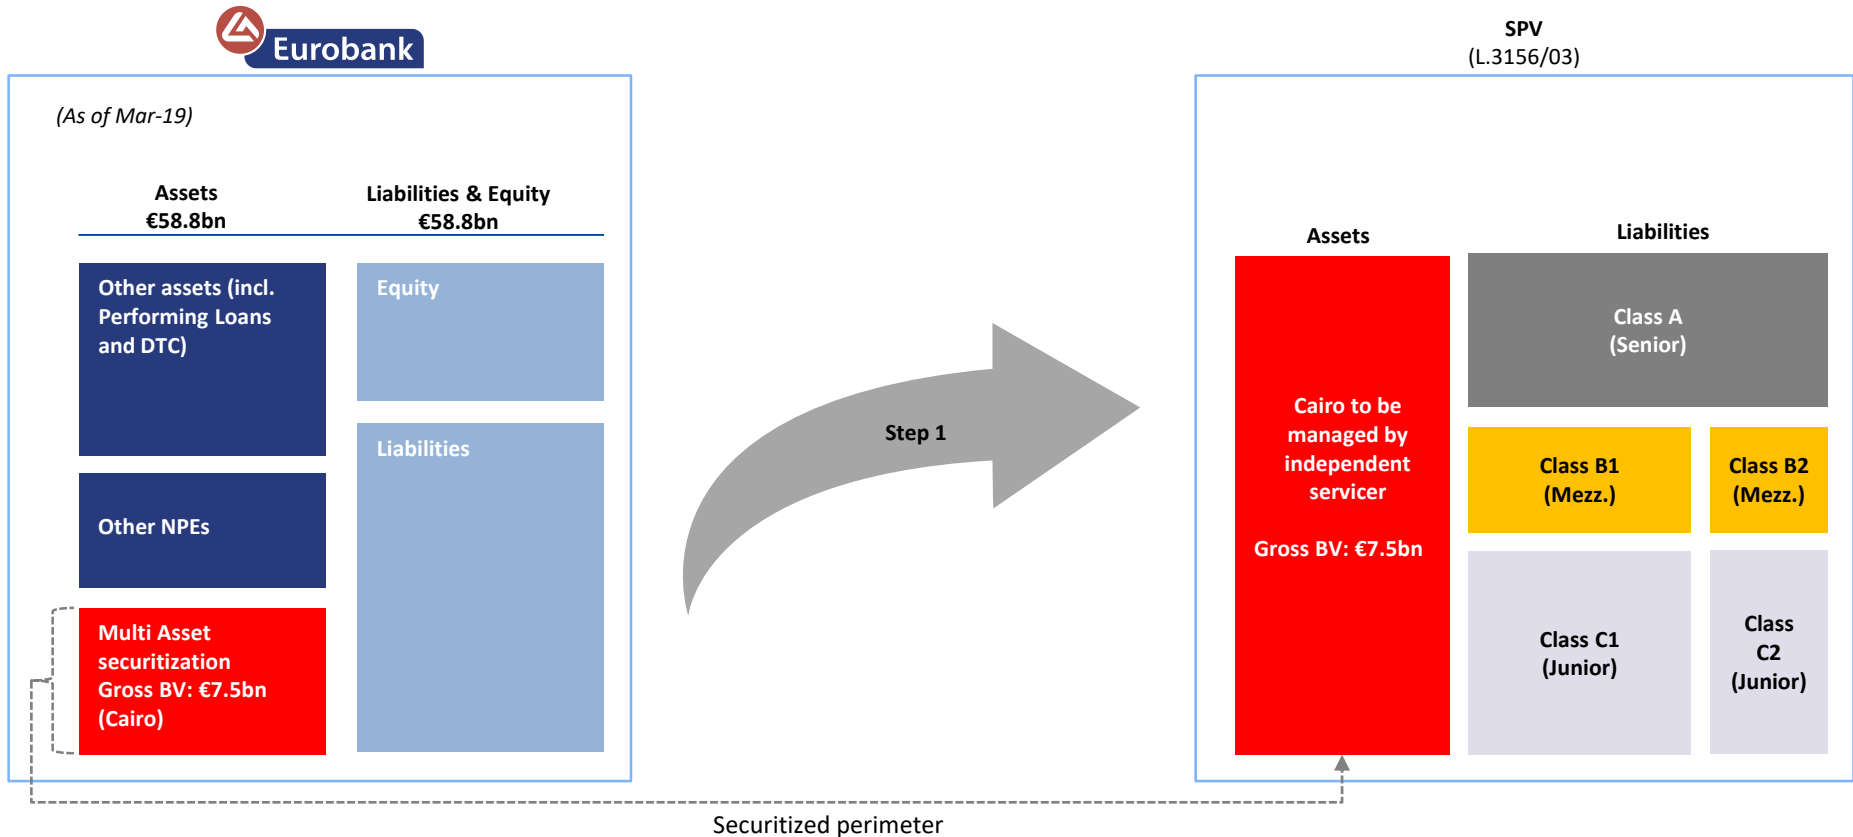 Eurobank
(As of Mar-19)
Assets
€58.8bn
Liabilities & Equity
€58.8bn
Other assets (incl.
Performing Loans
and DTC)
Equity
Liabilities
Other NPEs
Multi Asset
securitization
Gross BV: €7.5bn
(Cairo)
Step 1
SPV
(L.3156/03)
Assets
Liabilities
Cairo to be
managed by
independent
servicer
Gross BV: €7.5bn
Class A
(Senior)
Class B1
(Mezz.)
Class B2
(Mezz.)
Class C1
(Junior)
Class
C2
(Junior)
Securitized perimeter